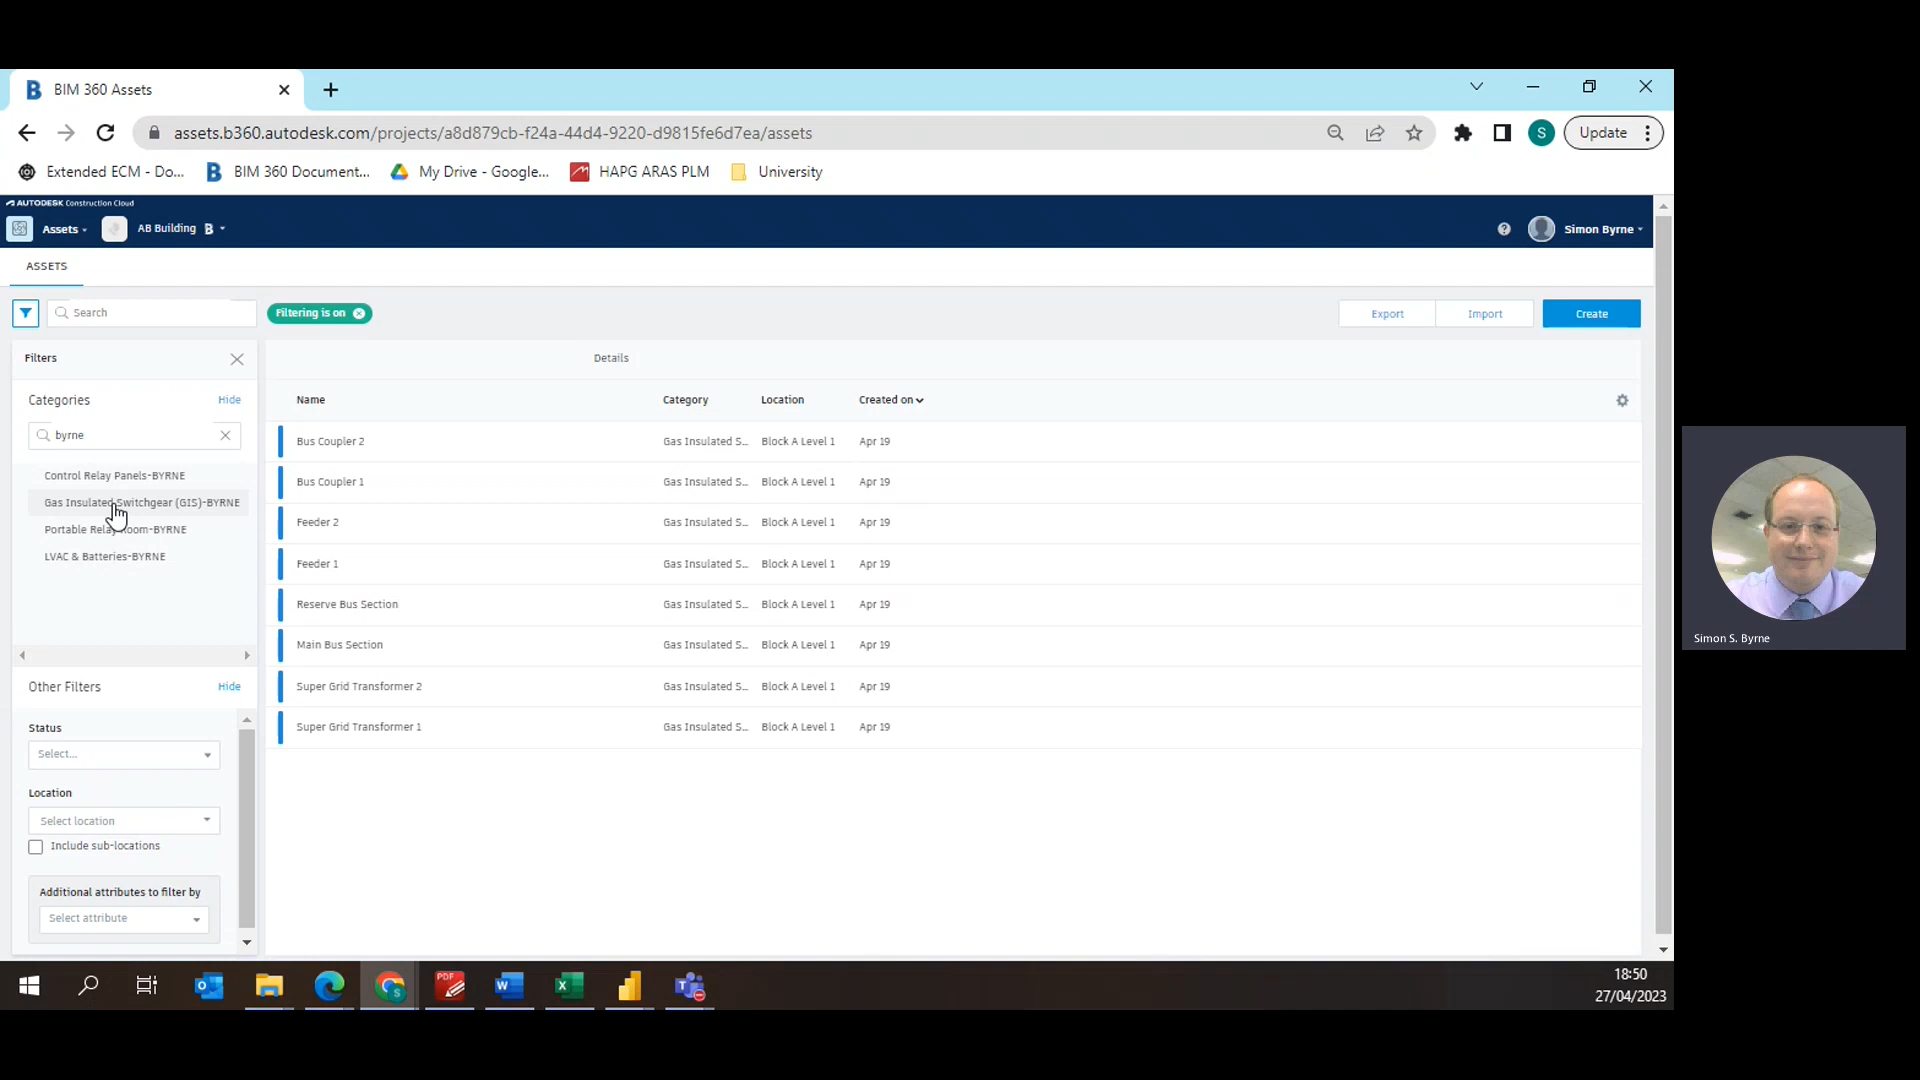 BIM 360 Assets
assets.b360.autodesk.com/projects/a8d879cb-f24a-44d4-9220-d9815fe6d7ea/assets
S
Update
Extended ECM - Do...
BIM 360 Document...
My Drive - Google...
HAPG ARAS PLM
University
AUTODESK Construction Cloud
Assets
AB Building
B
Simon Byrne
ASSETS
Search
Filtering is on
Export
Import
Create
Filters
Details
Categories
Hide
Name
Category
Location
Created on
byrne
Bus Coupler 2
Gas Insulated S...
Block A Level 1
Apr 19
Control Relay Panels-BYRNE
Bus Coupler 1
Gas Insulated S...
Block A Level 1
Apr 19
Gas Insulated Switchgear (GIS)-BYRNE
Feeder 2
Gas Insulated S...
Block A Level 1
Apr 19
Portable Relay Room-BYRNE
LVAC & Batteries-BYRNE
Feeder 1
Gas Insulated S...
Block A Level 1
Apr 19
Reserve Bus Section
Gas Insulated S...
Block A Level 1
Apr 19
Main Bus Section
Gas Insulated S...
Block A Level 1
Apr 19
Other Filters
Hide
Super Grid Transformer 2
Gas Insulated S...
Block A Level 1
Apr 19
Status
Super Grid Transformer 1
Gas Insulated S...
Block A Level 1
Apr 19
Select...
Location
Select location
Include sub-locations
Additional attributes to filter by
Select attribute
Simon S. Byrne
PDF
18:50
27/04/2023